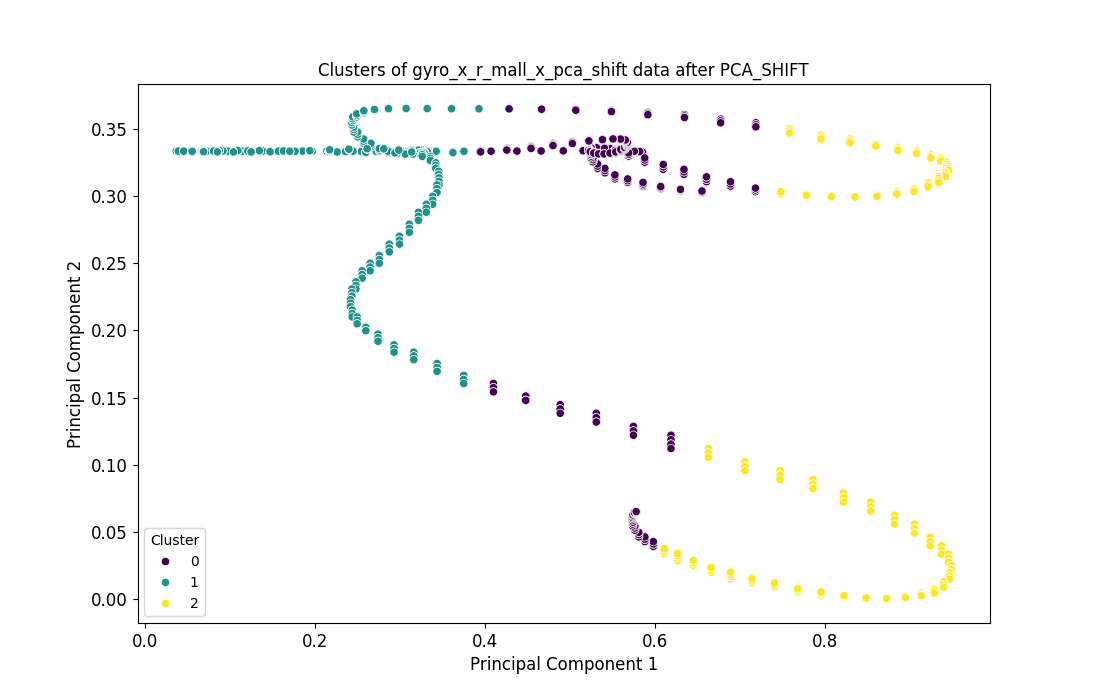 Clusters of gyro_x_r_mall_x_pca_shift data after PCA_SHIFT
Principal Component 2
0.35
0.30
0.25
0.20
0.15
0.10
0.05
0.00
Cluster
0
1
2
0.0 0.2 0.4 0.6 0.8
Principal Component 1